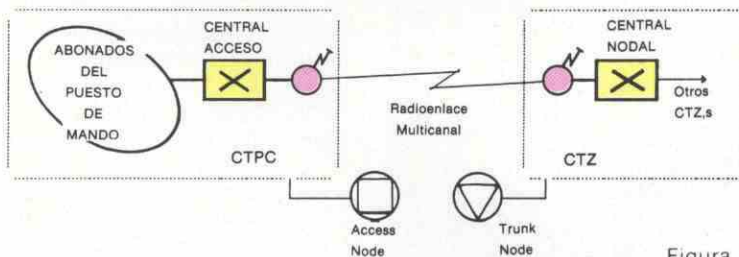 ABONADOS
DEL
PUESTO
DE
MANDO
CENTRAL
ACCESO
CTPC
Radioenlace
Multicanal
CENTRAL
NODAL
Otros
CTZ,s
CTZ
Access
Node
Trunk
Node
Figura